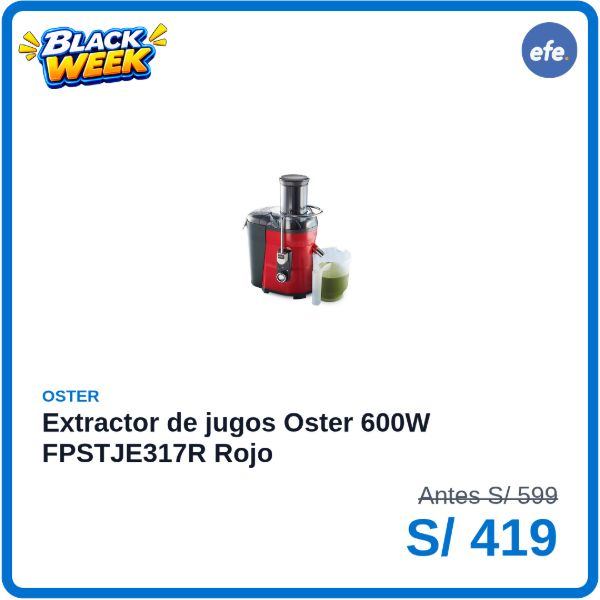 BLACK
WEEK
efe.
OSTER
Extractor de jugos Oster 600W
FPSTJE317R Rojo
Antes S/ 599
S/ 419